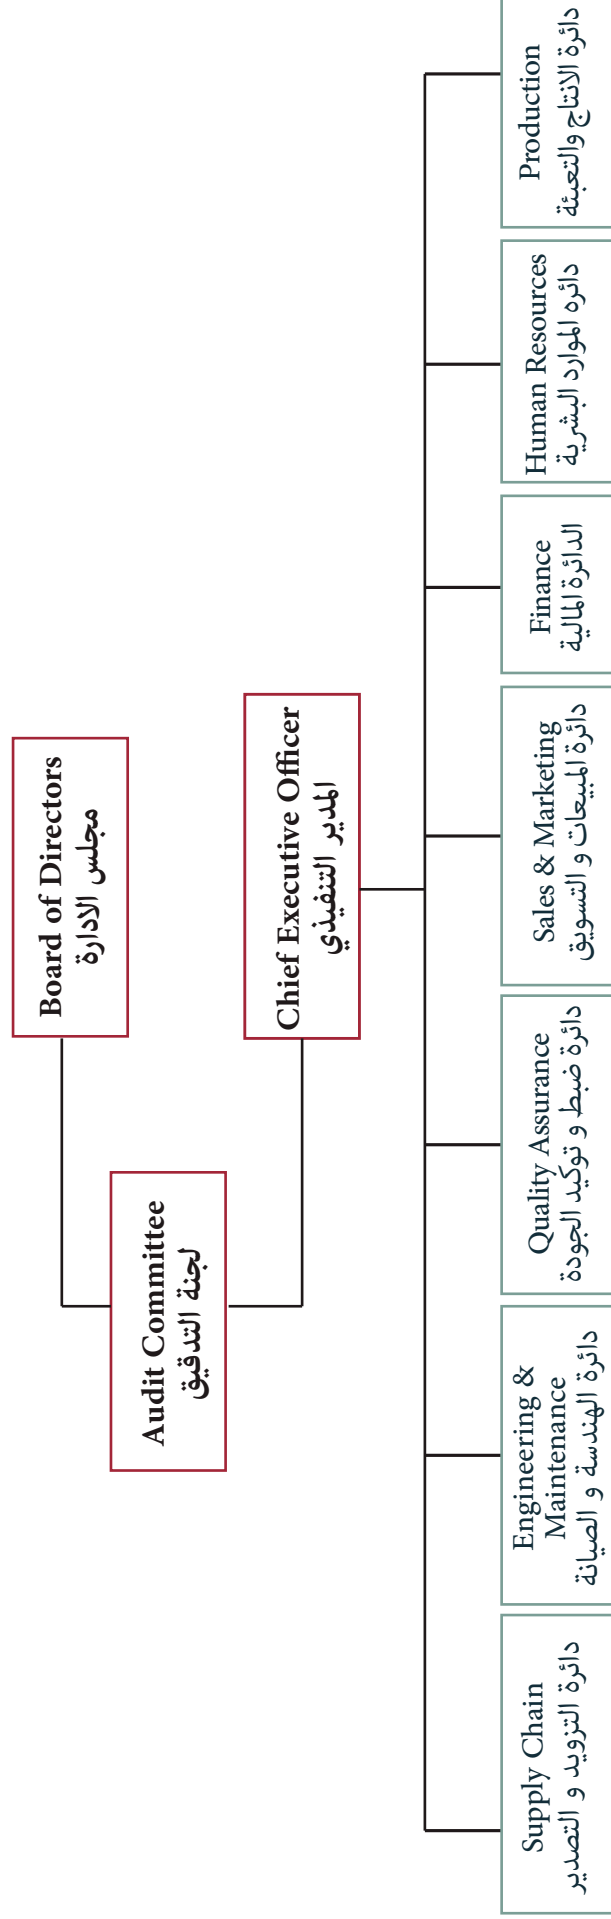 Board of Directors
مجلس الادارة
Audit Committee
لجنة التدقيق
Chief Executive Officer
المدير التنفيذي
Supply Chain
دائرة التزويد و التصدير
Engineering &
Maintenance
دائرة الهندسة و الصيانة
Quality Assurance
دائرة ضبط و توكيد الجودة
Sales & Marketing
دائرة المبيعات و التسويق
Finance
الدائرة المالية
Human Resources
دائره الموارد البشرية
Production
دائرة الانتاج والتعبئة